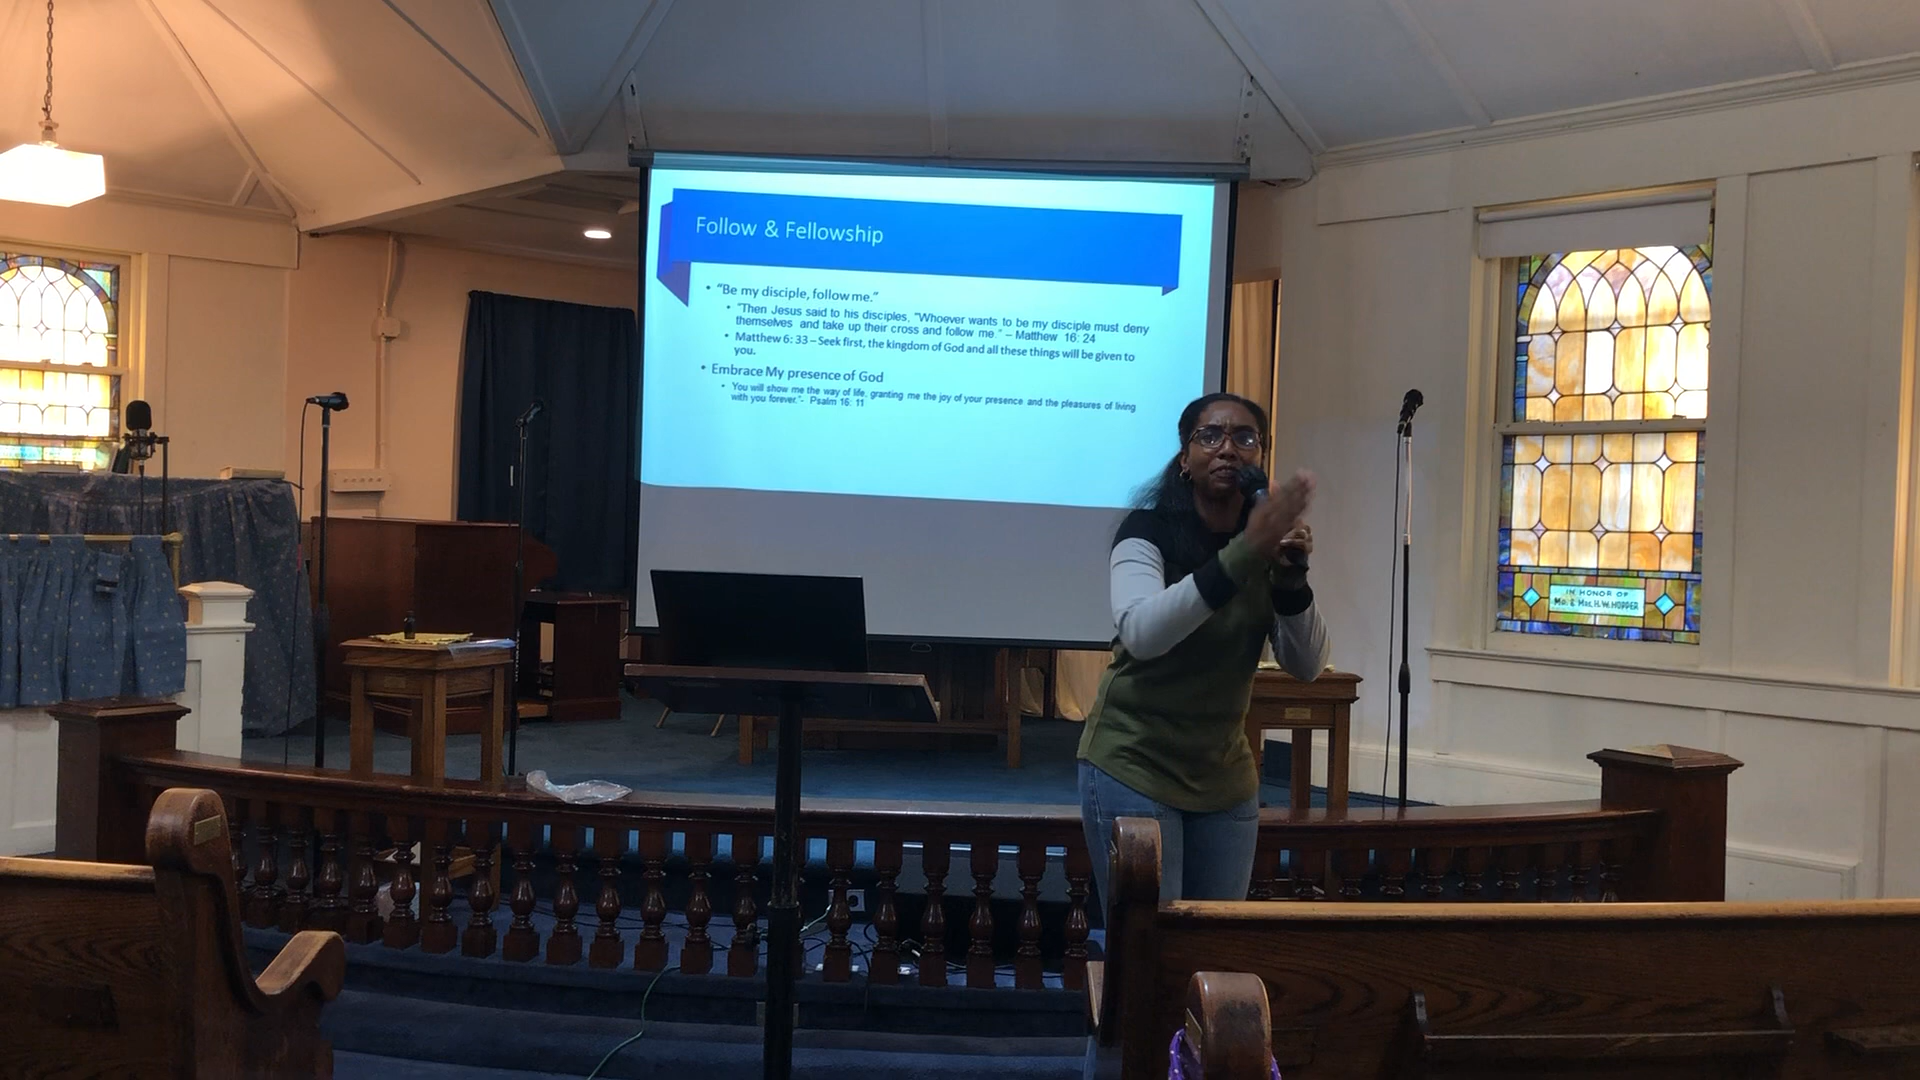 Follow & Fellowship
• “Be my disciple, follow me.”
• “Then Jesus said to his disciples, “Whoever wants to be my disciple must deny
themselves and take up their cross and follow me.” – Matthew 16: 24
• Matthew 6: 33 – Seek first, the kingdom of God and all these things will be given to
you.
• Embrace My presence of God
• You will show me the way of life, granting me the joy of your presence and the pleasures of living
with you forever.”- Psalm 16: 11
IN HONOR OF
MR. & MRS. H. W. HOPPER